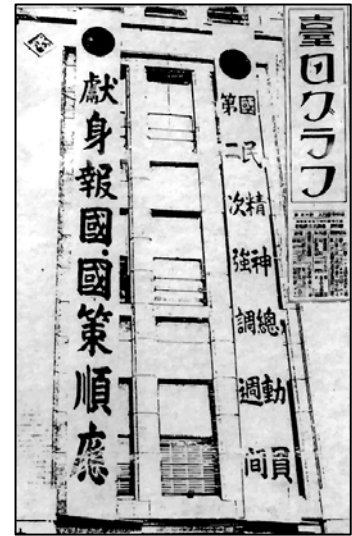 臺日グラフ
國民精神總動員
第二次強調週間
獻身報國.國策順應